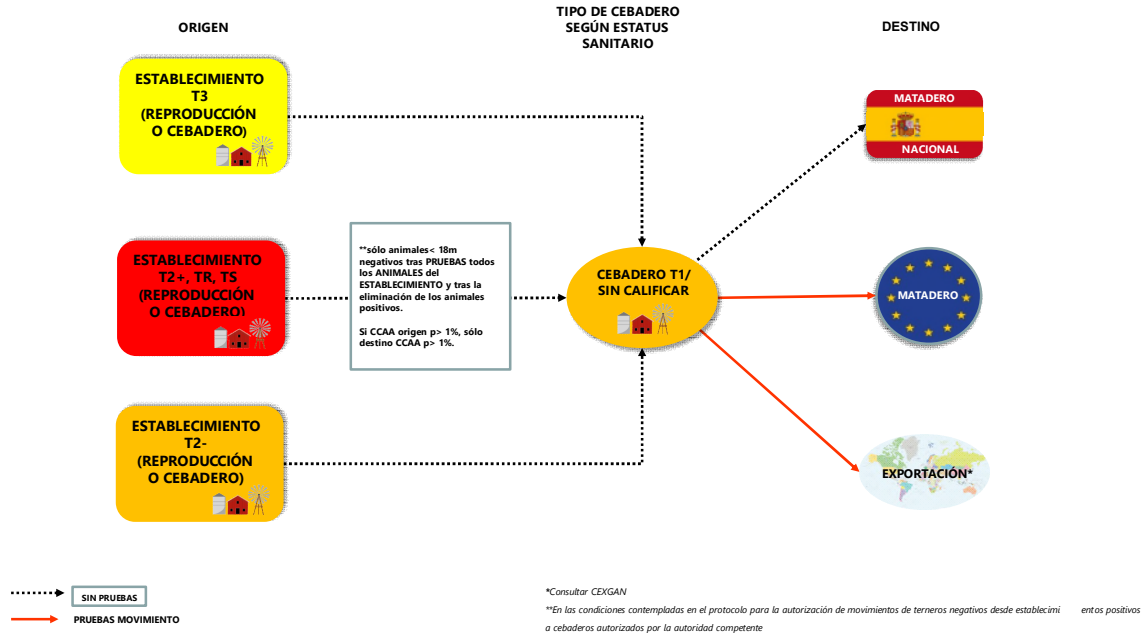 ORIGEN
TIPO DE CEBADERO
SEGÚN ESTATUS
SANITARIO
DESTINO
ESTABLECIMIENTO
T3
(REPRODUCCIÓN
O CEBADERO)
MATADERO
NACIONAL
ESTABLECIMIENTO
T2+, TR, TS
(REPRODUCCIÓN
O CEBADERO)
**sólo animales< 18m
negativos tras PRUEBAS todos
los ANIMALES del
ESTABLECIMIENTO y tras la
eliminación de los animales
positivos.
Si CCAA origen p> 1%, sólo
destino CCAA p> 1%.
CEBADERO T1/
SIN CALIFICAR
MATADERO
ESTABLECIMIENTO
T2-
(REPRODUCCIÓN
O CEBADERO)
EXPORTACIÓN*
SIN PRUEBAS
PRUEBAS MOVIMIENTO
*Consultar CEXGAN
**En las condiciones contempladas en el protocolo para la autorización de movimientos de terneros negativos desde establecimi entos positivos
a cebaderos autorizados por la autoridad competente